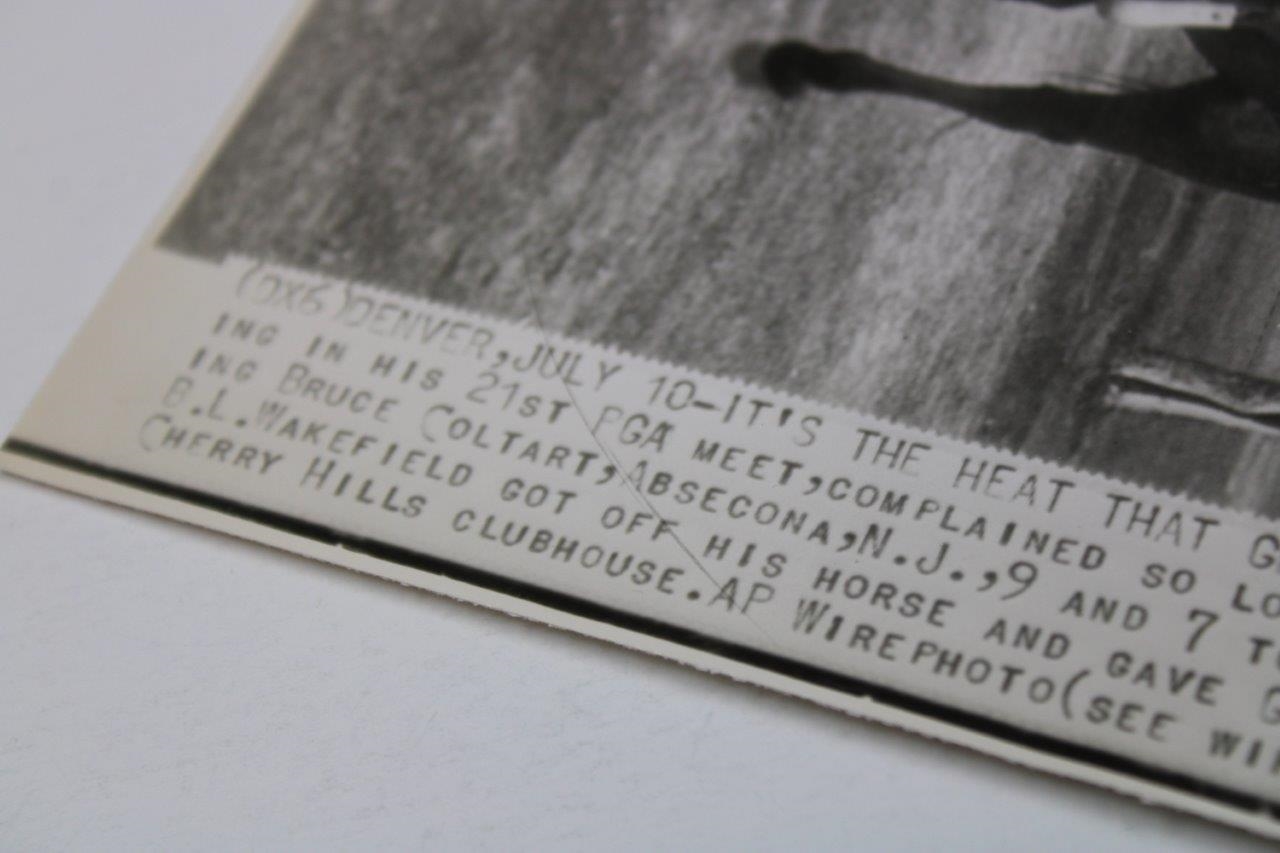 (DX6)DENVER,JULY 10-IT'S THE HEAT THAT G
ING IN HIS 21ST PGA MEET,COMPLAINED SO LO
ING BRUCE COLTART,ABSECONA,N.J.,9 AND 7 TO
B.L.WAKEFIELD GOT OFF HIS HORSE AND GAVE G
CHERRY HILLS CLUBHOUSE.AP WIREPHOTO(SEE WI